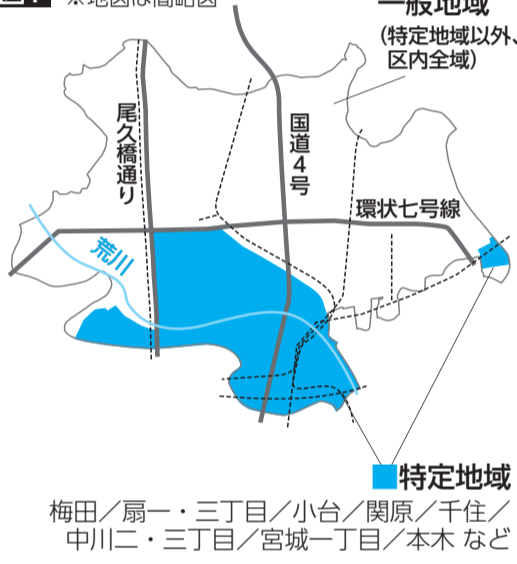 ※地図は簡略図
一般地域
(特定地域以外、
区内全域)
尾久橋通り
国道4号
環状七号線
荒川
特定地域
梅田/扇一・三丁目/小台/関原/千住/
中川二・三丁目/宮城一丁目/本木 など